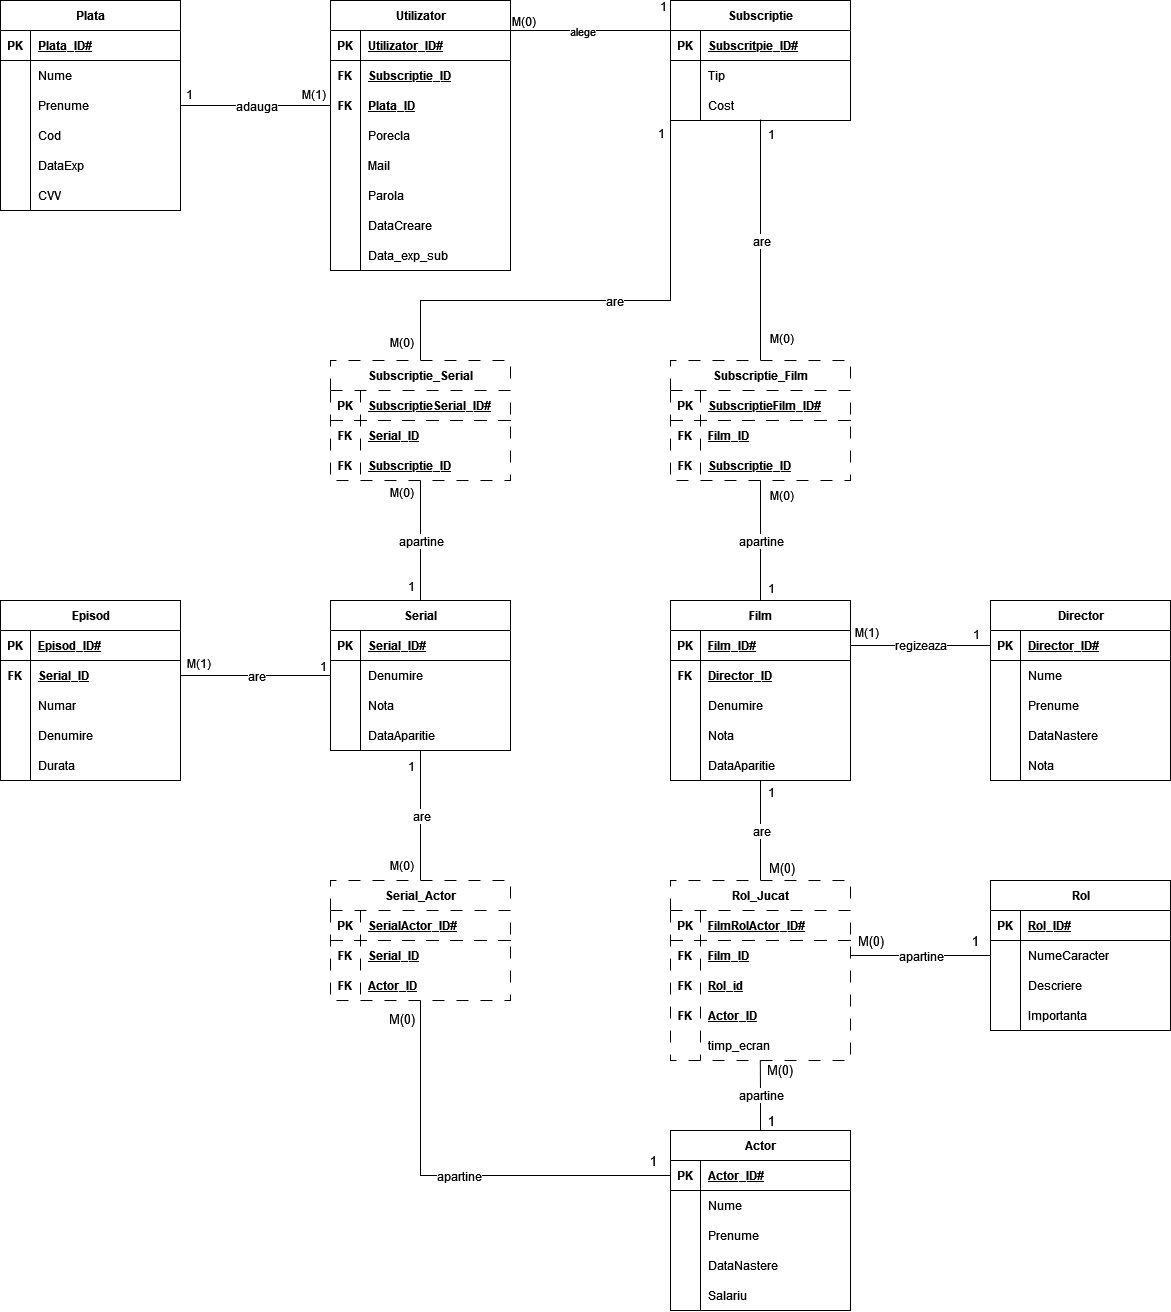 Plata
PK Plata_ID#
Nume
Prenume
Cod
DataExp
CVV
1 adauga M(1)
Utilizator
PK Utilizator_ID#
FK Subscriptie_ID
FK Plata_ID
Porecla
Mail
Parola
DataCreare
Data_exp_sub
M(0) alege 1
Subscriptie
PK Subscritpie_ID#
Tip
Cost
1
are
M(0)
1
are
M(0)
Subscriptie_Serial
PK SubscriptieSerial_ID#
FK Serial_ID
FK Subscriptie_ID
M(0)
apartine
1
Subscriptie_Film
PK SubscriptieFilm_ID#
FK Film_ID
FK Subscriptie_ID
M(0)
apartine
1
Episod
PK Episod_ID#
FK Serial_ID
Numar
Denumire
Durata
M(1) are 1
Serial
PK Serial_ID#
Denumire
Nota
DataAparitie
1
are
M(0)
Film
PK Film_ID#
FK Director_ID
Denumire
Nota
DataAparitie
M(1) regizeaza 1
Director
PK Director_ID#
Nume
Prenume
DataNastere
Nota
1
are
M(0)
Serial_Actor
PK SerialActor_ID#
FK Serial_ID
FK Actor_ID
M(0)
apartine 1
Rol_Jucat
PK FilmRolActor_ID#
FK Film_ID
FK Rol_id
FK Actor_ID
timp_ecran
M(0) apartine 1
Rol
PK Rol_ID#
NumeCaracter
Descriere
Importanta
M(0)
apartine
1
Actor
PK Actor_ID#
Nume
Prenume
DataNastere
Salariu